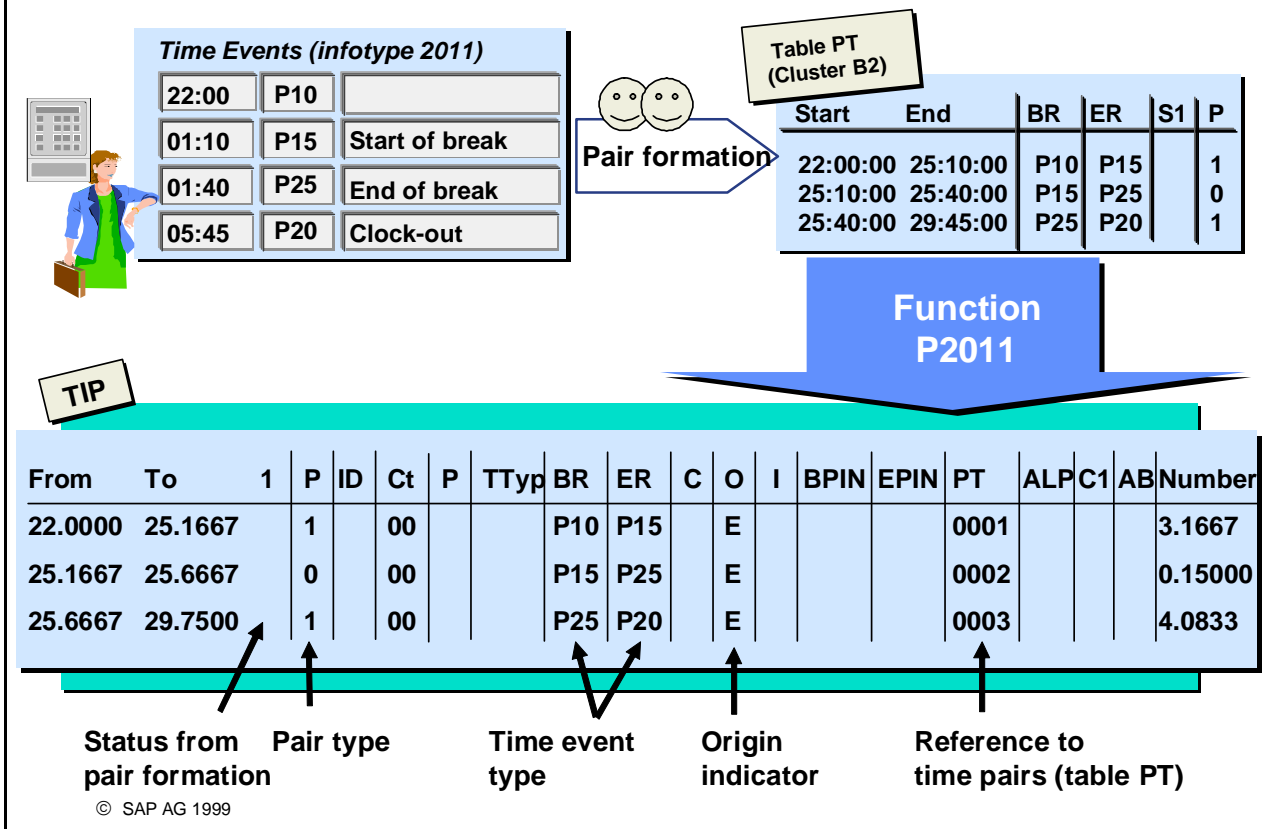 Time Events (infotype 2011)
22:00 P10
01:10 P15 Start of break
01:40 P25 End of break
05:45 P20 Clock-out
Pair formation
Table PT
(Cluster B2)
Start End BR ER S1 P
22:00:00 25:10:00 P10 P15 1
25:10:00 25:40:00 P15 P25 0
25:40:00 29:45:00 P25 P20 1
Function
P2011
TIP
From To 1 P ID Ct P TTyp BR ER C O I BPIN EPIN PT ALP C1 AB Number
22.0000 25.1667 1 00 P10 P15 E 0001 3.1667
25.1667 25.6667 0 00 P15 P25 E 0002 0.15000
25.6667 29.7500 1 00 P25 P20 E 0003 4.0833
Status from
pair formation
Pair type
Time event
type
Origin
indicator
Reference to
time pairs (table PT)
© SAP AG 1999